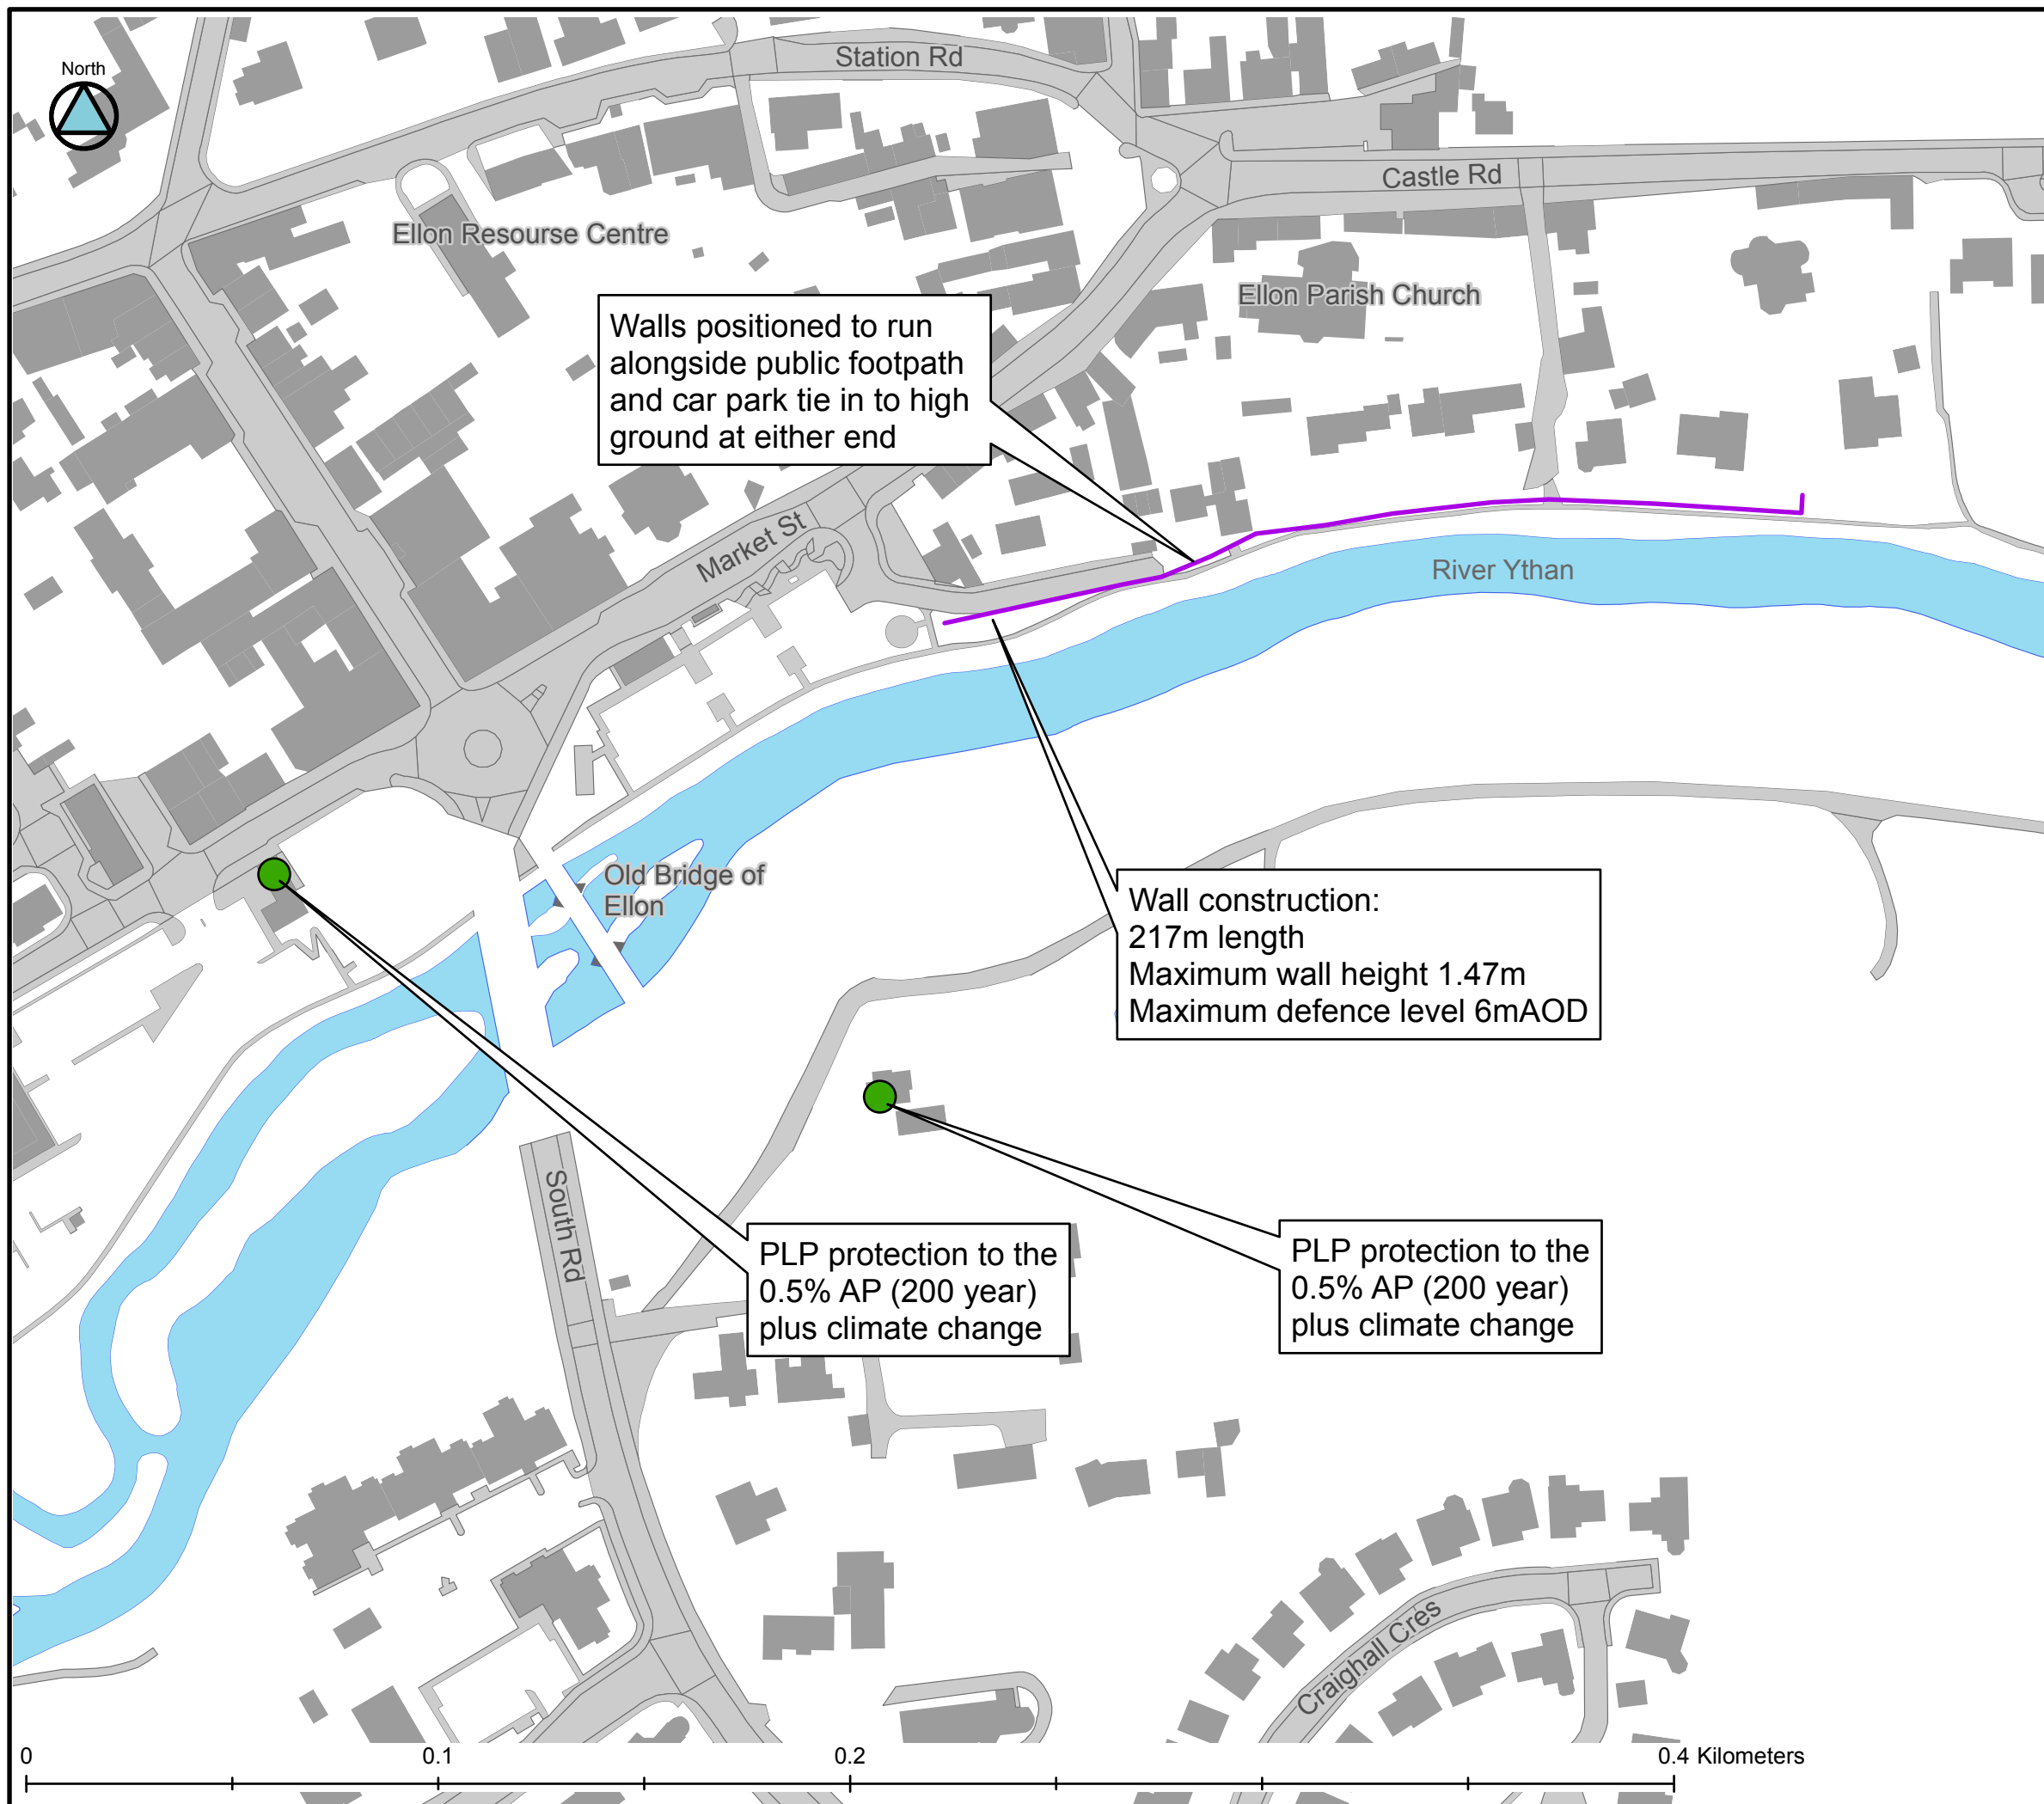 Station Rd
North
Castle Rd
Ellon Resourse Centre
Ellon Parish Church
Walls positioned to run
alongside public footpath
and car park tie in to high
ground at either end
Market St
River Ythan
Old Bridge of
Ellon
Wall construction:
217m length
Maximum wall height 1.47m
Maximum defence level 6mAOD
South Rd
PLP protection to the
0.5% AP (200 year)
plus climate change
PLP protection to the
0.5% AP (200 year)
plus climate change
Craighall Cres
0 0.1 0.2 0.4 Kilometers